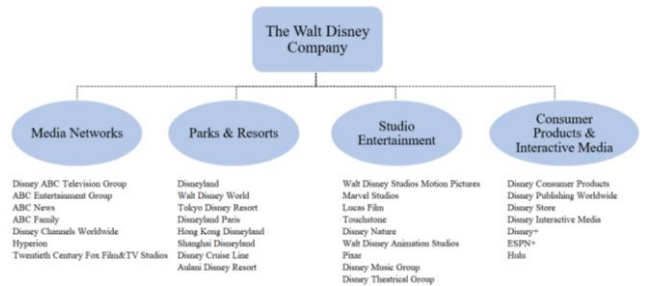 The Walt Disney
Company
Media Networks
Parks & Resorts
Studio
Entertainment
Consumer
Products &
Interactive Media
Disney ABC Television Group
ABC Entertainment Group
ABC News
ABC Family
Disney Channels Worldwide
Hyperion
Twentieth Century Fox Film&TV Studios
Disneyland
Walt Disney World
Tokyo Disney Resort
Disneyland Paris
Hong Kong Disneyland
Shanghai Disneyland
Disney Cruise Line
Aulani Disney Resort
Walt Disney Studios Motion Pictures
Marvel Studios
Lucas Film
Touchstone
Disney Nature
Walt Disney Animation Studios
Pixar
Disney Music Group
Disney Theatrical Group
Disney Consumer Products
Disney Publishing Worldwide
Disney Store
Disney Interactive Media
Disney+
ESPN+
Hulu